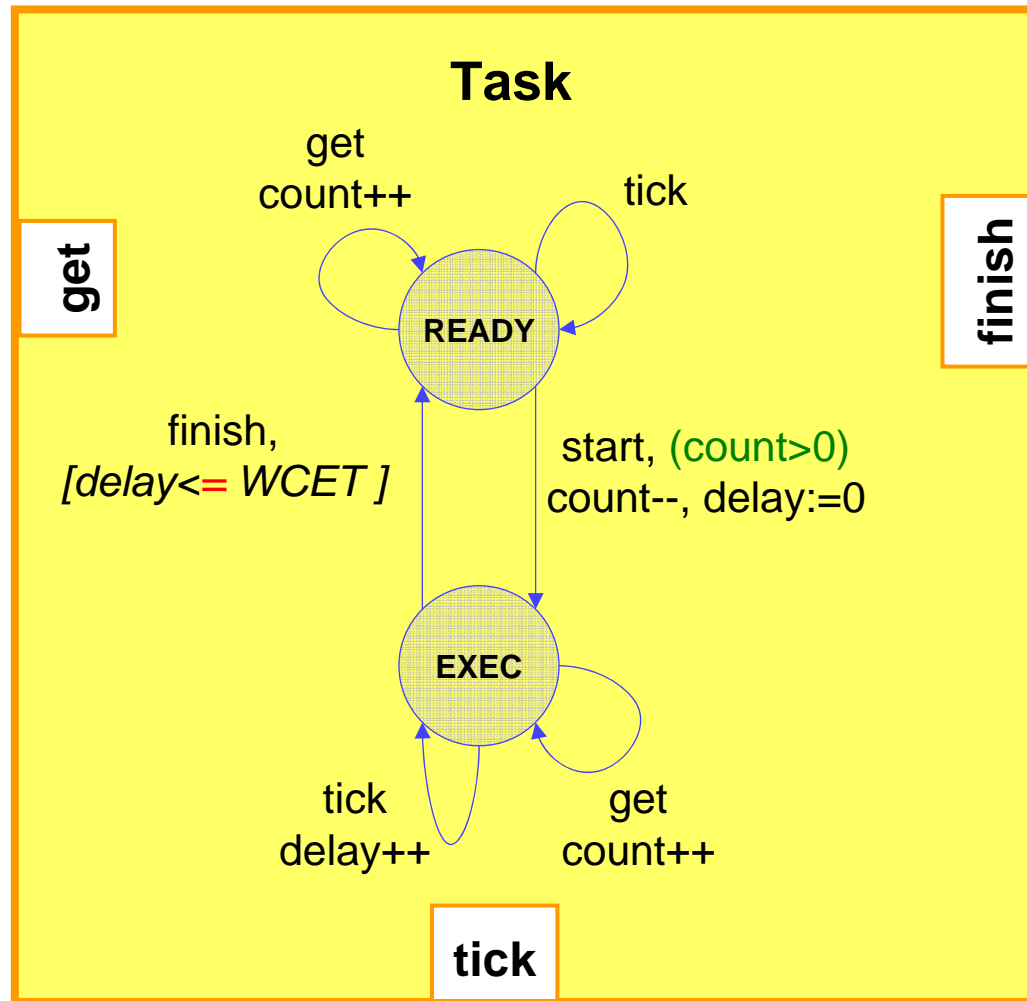 Task
get
count++
tick
get
finish
READY
finish,
[delay<= WCET ]
start, (count>0)
count--, delay:=0
EXEC
tick
delay++
get
count++
tick